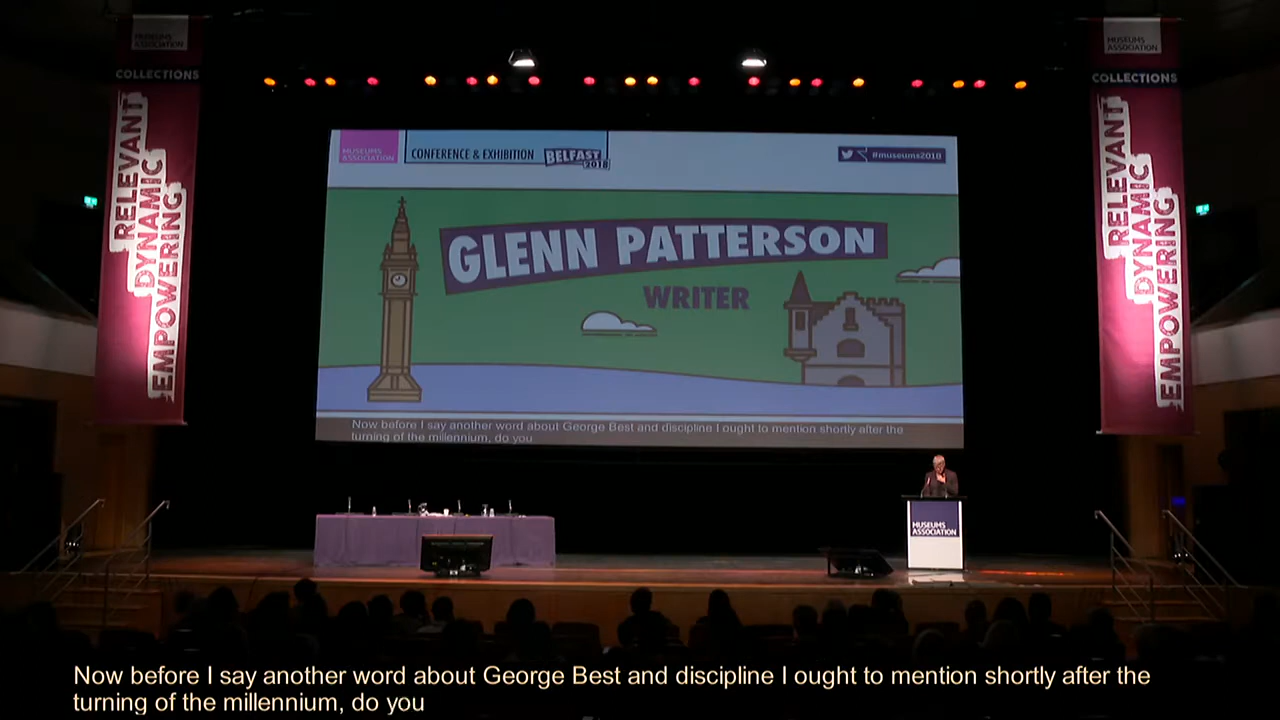 MUSEUMS
ASSOCIATION
COLLECTIONS
RELEVANT
DYNAMIC
EMPOWERING
MUSEUMS
ASSOCIATION
CONFERENCE & EXHIBITION BELFAST
2018
#museums2018
GLENN PATTERSON
WRITER
Now before I say another word about George Best and discipline I ought to mention shortly after the
turning of the millennium, do you
MUSEUMS
ASSOCIATION
COLLECTIONS
RELEVANT
DYNAMIC
EMPOWERING
MUSEUMS
ASSOCIATION
Now before I say another word about George Best and discipline I ought to mention shortly after the
turning of the millennium, do you